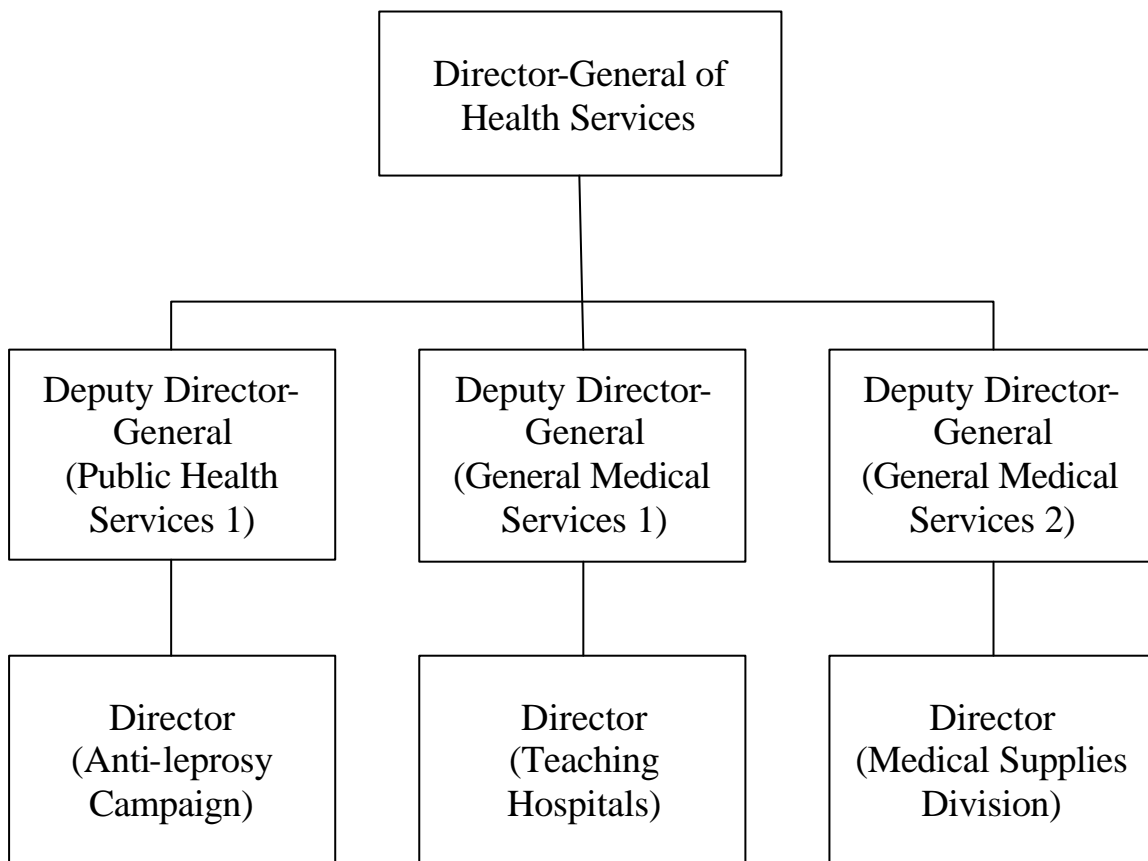 Director-General of
Health Services
Deputy Director-
General
(Public Health
Services 1)
Deputy Director-
General
(General Medical
Services 1)
Deputy Director-
General
(General Medical
Services 2)
Director
(Anti-leprosy
Campaign)
Director
(Teaching
Hospitals)
Director
(Medical Supplies
Division)